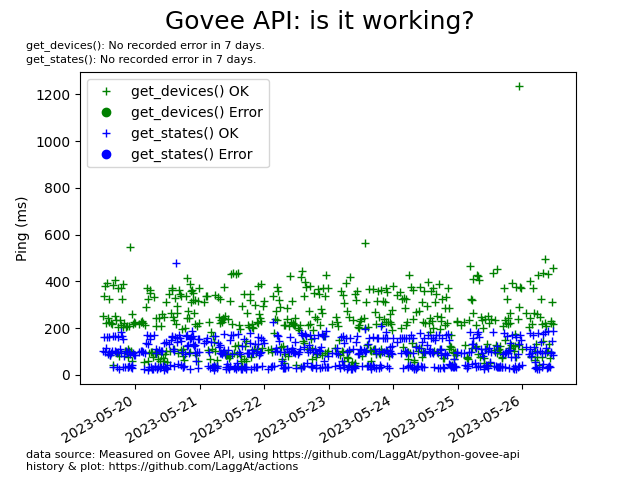 Govee API: is it working?
get_devices(): No recorded error in 7 days.
get_states(): No recorded error in 7 days.
get_devices() OK
get_devices() Error
get_states() OK
get_states() Error
Ping (ms)
1200
1000
800
600
400
200
0
2023-05-20
2023-05-21
2023-05-22
2023-05-23
2023-05-24
2023-05-25
2023-05-26
data source: Measured on Govee API, using https://github.com/LaggAt/python-govee-api
history & plot: https://github.com/LaggAt/actions